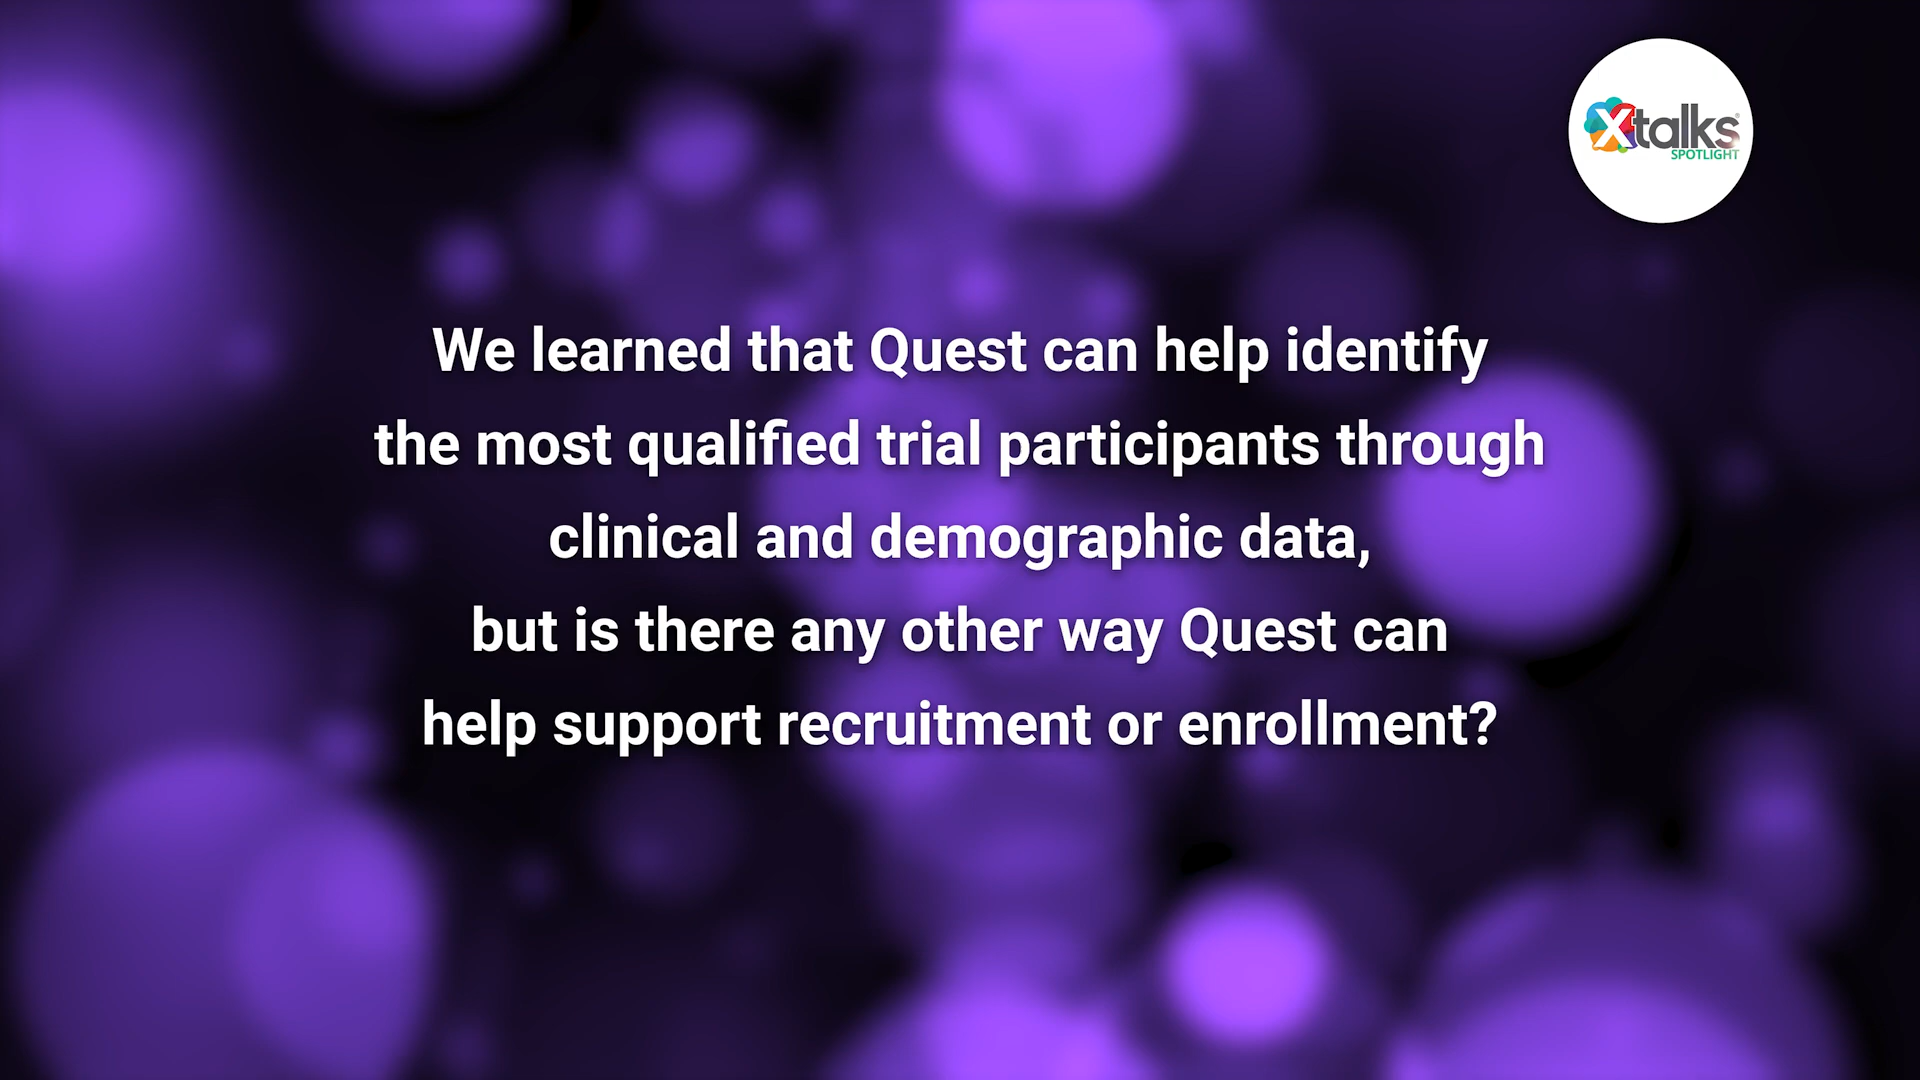 Xtalks
SPOTLIGHT
We learned that Quest can help identify
the most qualified trial participants through
clinical and demographic data,
but is there any other way Quest can
help support recruitment or enrollment?